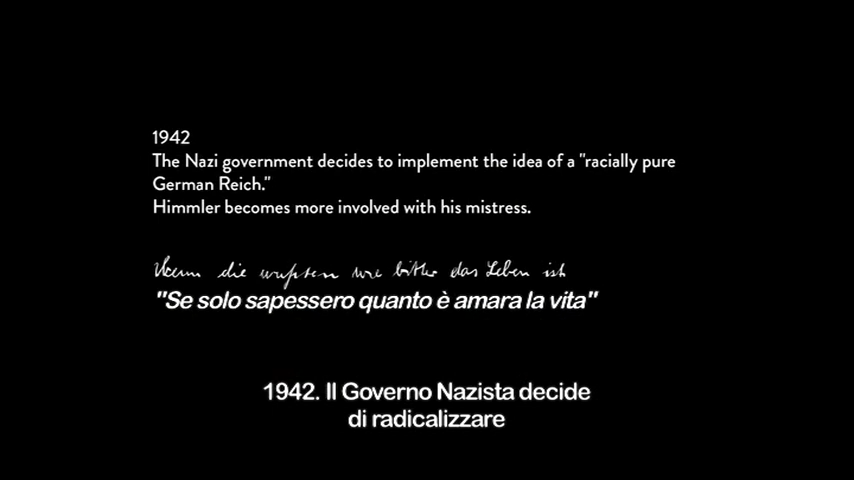 1942
The Nazi government decides to implement the idea of a "racially pure
German Reich."
Himmler becomes more involved with his mistress.
Wenn die wußten wie bitter das Leben ist
"Se solo sapessero quanto è amara la vita"
1942. Il Governo Nazista decide
di radicalizzare